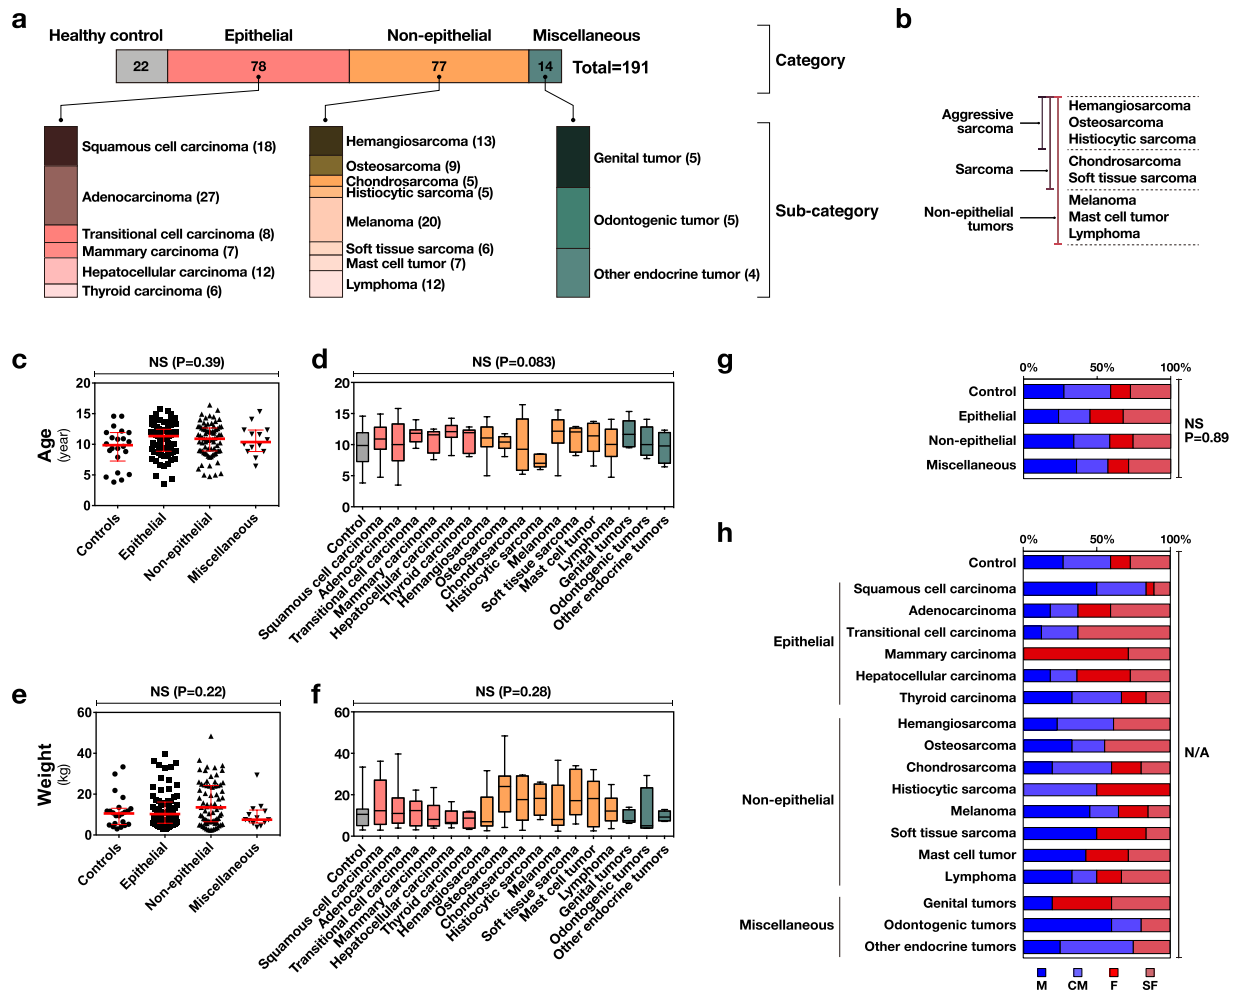 a
Healthy control
Epithelial
Non-epithelial
Miscellaneous
22
78
77
14
Total=191
Category
Squamous cell carcinoma (18)
Adenocarcinoma (27)
Transitional cell carcinoma (8)
Mammary carcinoma (7)
Hepatocellular carcinoma (12)
Thyroid carcinoma (6)
Hemangiosarcoma (13)
Osteosarcoma (9)
Chondrosarcoma (5)
Histiocytic sarcoma (5)
Melanoma (20)
Soft tissue sarcoma (6)
Mast cell tumor (7)
Lymphoma (12)
Genital tumor (5)
Odontogenic tumor (5)
Other endocrine tumor (4)
Sub-category
b
Aggressive
sarcoma
Sarcoma
Non-epithelial
tumors
Hemangiosarcoma
Osteosarcoma
Histiocytic sarcoma
Chondrosarcoma
Soft tissue sarcoma
Melanoma
Mast cell tumor
Lymphoma
c
NS (P=0.39)
Age
(year)
20
15
10
5
0
Controls
Epithelial
Non-epithelial
Miscellaneous
d
NS (P=0.083)
20
15
10
5
0
Control
Squamous cell carcinoma
Adenocarcinoma
Transitional cell carcinoma
Mammary carcinoma
Hepatocellular carcinoma
Thyroid carcinoma
Hemangiosarcoma
Osteosarcoma
Chondrosarcoma
Histiocytic sarcoma
Melanoma
Soft tissue sarcoma
Mast cell tumor
Lymphoma
Genital tumors
Odontogenic tumors
Other endocrine tumors
e
NS (P=0.22)
Weight
(kg)
60
40
20
0
Controls
Epithelial
Non-epithelial
Miscellaneous
f
NS (P=0.28)
60
40
20
0
Control
Squamous cell carcinoma
Adenocarcinoma
Transitional cell carcinoma
Mammary carcinoma
Hepatocellular carcinoma
Thyroid carcinoma
Hemangiosarcoma
Osteosarcoma
Chondrosarcoma
Histiocytic sarcoma
Melanoma
Soft tissue sarcoma
Mast cell tumor
Lymphoma
Genital tumors
Odontogenic tumors
Other endocrine tumors
g
0%
50%
100%
Control
Epithelial
Non-epithelial
Miscellaneous
NS
P=0.89
h
0%
50%
100%
Control
Epithelial
Squamous cell carcinoma
Adenocarcinoma
Transitional cell carcinoma
Mammary carcinoma
Hepatocellular carcinoma
Thyroid carcinoma
Non-epithelial
Hemangiosarcoma
Osteosarcoma
Chondrosarcoma
Histiocytic sarcoma
Melanoma
Soft tissue sarcoma
Mast cell tumor
Lymphoma
Miscellaneous
Genital tumors
Odontogenic tumors
Other endocrine tumors
N/A
M
CM
F
SF